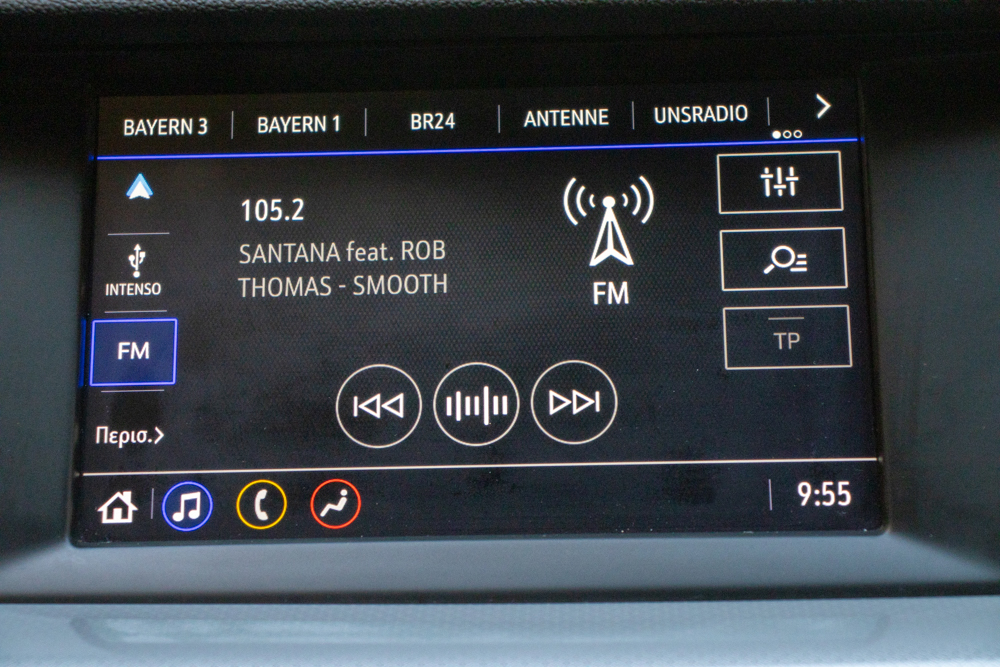 BAYERN 3
BAYERN 1
BR24
ANTENNE
UNSRADIO
105.2
SANTANA feat. ROB
THOMAS - SMOOTH
FM
INTENSO
FM
TP
Περισ.
9:55